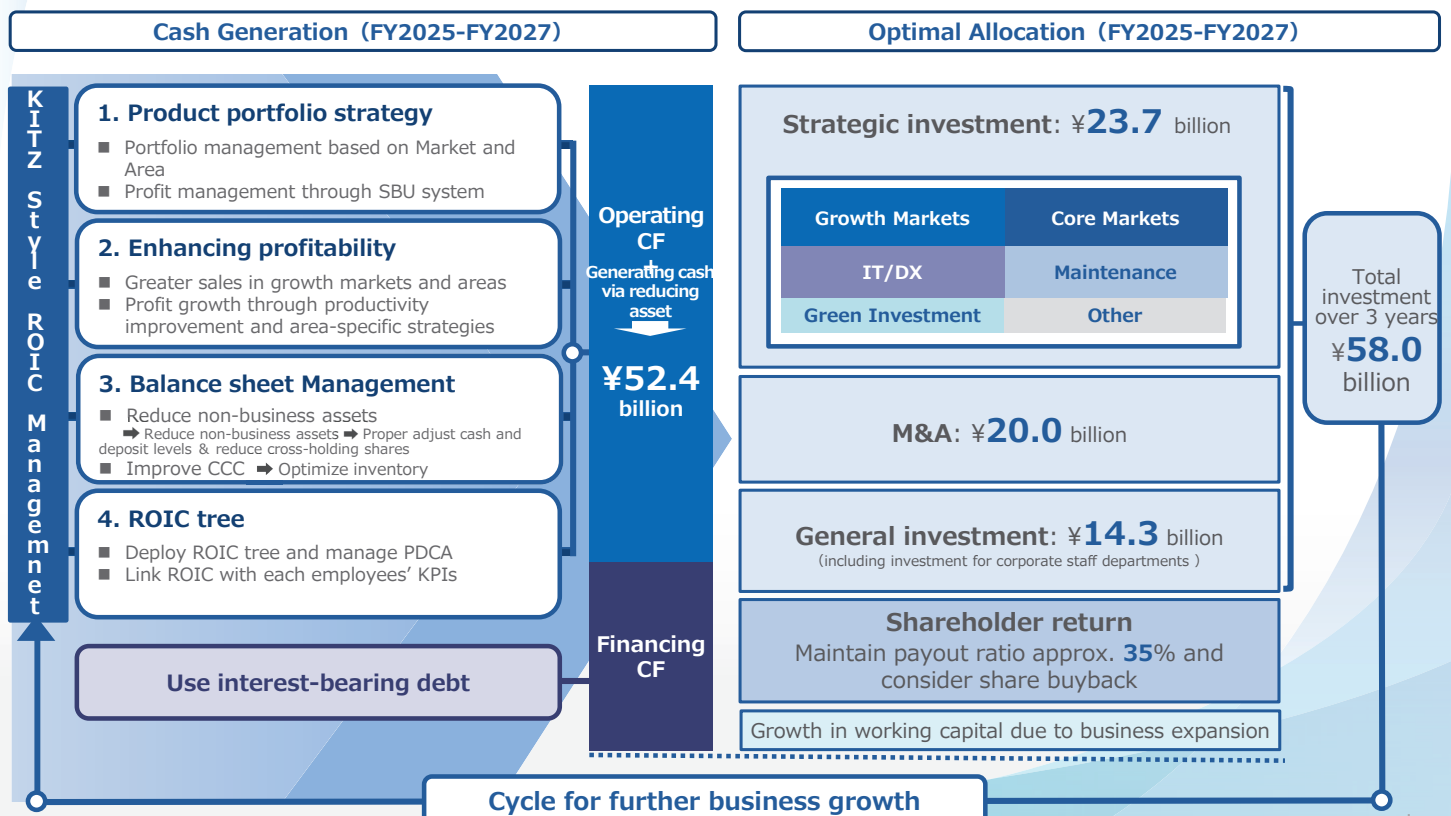 Cash Generation（FY2025-FY2027）
Optimal Allocation（FY2025-FY2027）
KITZ Style ROIC Managemnet
1. Product portfolio strategy
■ Portfolio management based on Market and
Area
■ Profit management through SBU system
2. Enhancing profitability
■ Greater sales in growth markets and areas
■ Profit growth through productivity
improvement and area-specific strategies
3. Balance sheet Management
■ Reduce non-business assets
➡ Reduce non-business assets ➡ Proper adjust cash and
deposit levels & reduce cross-holding shares
■ Improve CCC ➡ Optimize inventory
4. ROIC tree
■ Deploy ROIC tree and manage PDCA
■ Link ROIC with each employees’ KPIs
Use interest-bearing debt
Operating
CF
+
Generating cash
via reducing
asset
¥52.4
billion
Financing
CF
Strategic investment: ¥23.7 billion
Growth Markets
Core Markets
IT/DX
Maintenance
Green Investment
Other
M&A: ¥20.0 billion
General investment: ¥14.3 billion
（including investment for corporate staff departments ）
Shareholder return
Maintain payout ratio approx. 35% and
consider share buyback
Growth in working capital due to business expansion
Total
investment
over 3 years
¥58.0
billion
Cycle for further business growth